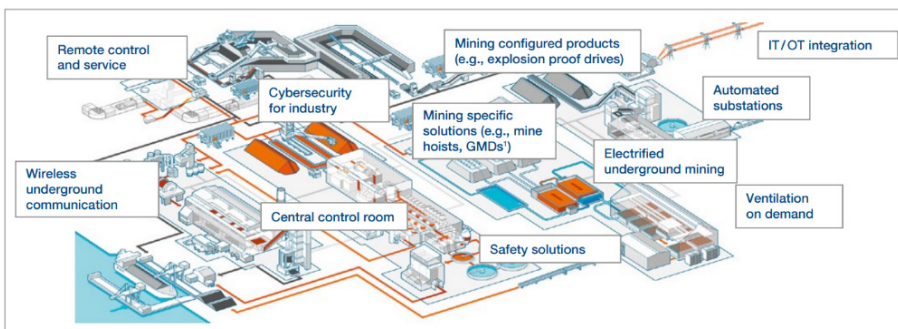 Remote control
and service
Mining configured products
(e.g., explosion proof drives)
IT/OT integration
Cybersecurity
for industry
Automated
substations
Mining specific
solutions (e.g., mine
hoists, GMDs¹)
Electrified
underground mining
Wireless
underground
communication
Central control room
Ventilation
on demand
Safety solutions